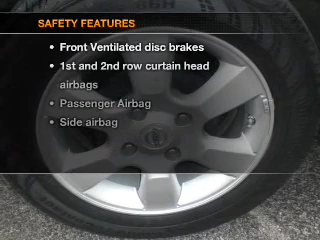 SAFETY FEATURES
• Front Ventilated disc brakes
• 1st and 2nd row curtain head
airbags
• Passenger Airbag
• Side airbag